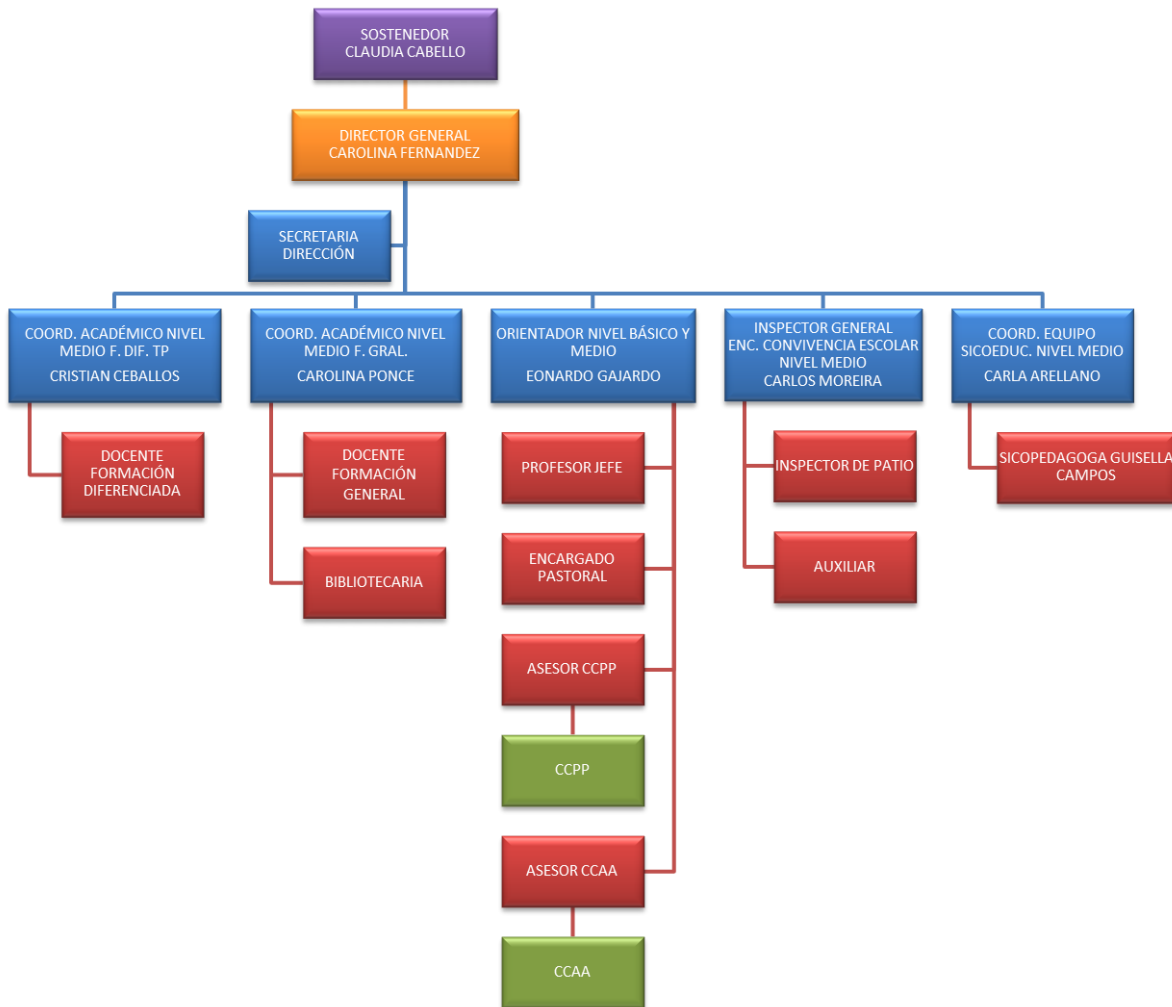 SOSTENEDOR
CLAUDIA CABELLO
DIRECTOR GENERAL
CAROLINA FERNANDEZ
SECRETARIA
DIRECCIÓN
COORD. ACADÉMICO NIVEL
MEDIO F. DIF. TP
CRISTIAN CEBALLOS
COORD. ACADÉMICO NIVEL
MEDIO F. GRAL.
CAROLINA PONCE
ORIENTADOR NIVEL BÁSICO Y
MEDIO
EONARDO GAJARDO
INSPECTOR GENERAL
ENC. CONVIVENCIA ESCOLAR
NIVEL MEDIO
CARLOS MOREIRA
COORD. EQUIPO
SICOEDUC. NIVEL MEDIO
CARLA ARELLANO
DOCENTE
FORMACIÓN
DIFERENCIADA
DOCENTE
FORMACIÓN
GENERAL
PROFESOR JEFE
INSPECTOR DE PATIO
SICOPEDAGOGA GUISELLA
CAMPOS
BIBLIOTECARIA
ENCARGADO
PASTORAL
AUXILIAR
ASESOR CCPP
CCPP
ASESOR CCAA
CCAA